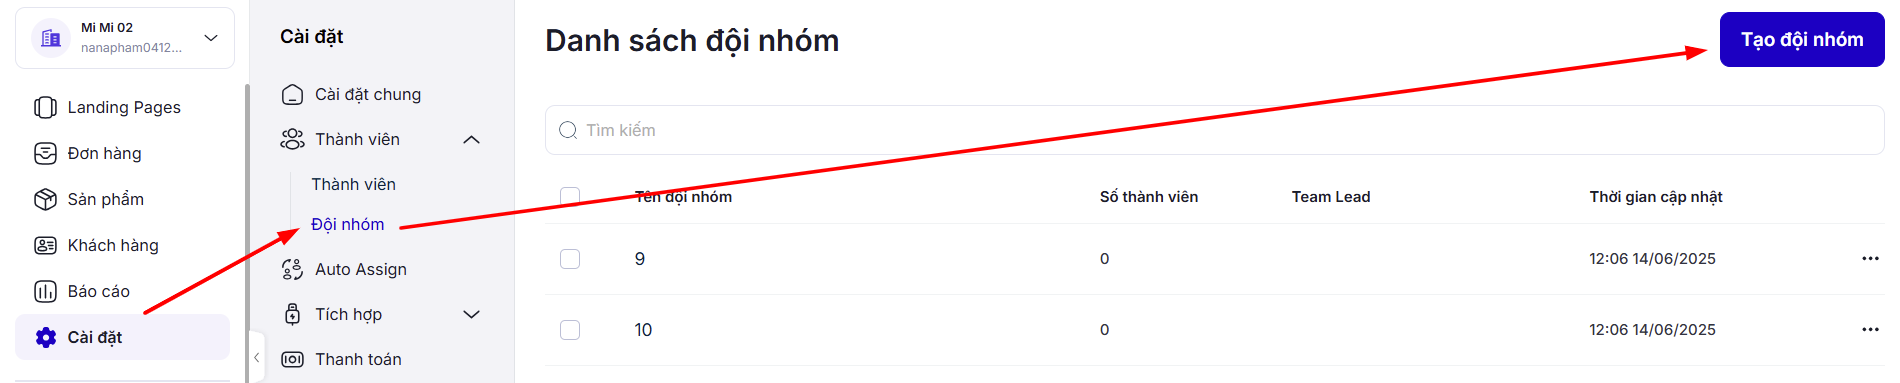 Mi Mi 02
nanapham0412...
Landing Pages
Đơn hàng
Sản phẩm
Khách hàng
Báo cáo
Cài đặt
Cài đặt
Cài đặt chung
Thành viên
Thành viên
Đội nhóm
Auto Assign
Tích hợp
Thanh toán
Danh sách đội nhóm
Tạo đội nhóm
Tìm kiếm
Tên đội nhóm Số thành viên Team Lead Thời gian cập nhật
9 0 12:06 14/06/2025
10 0 12:06 14/06/2025